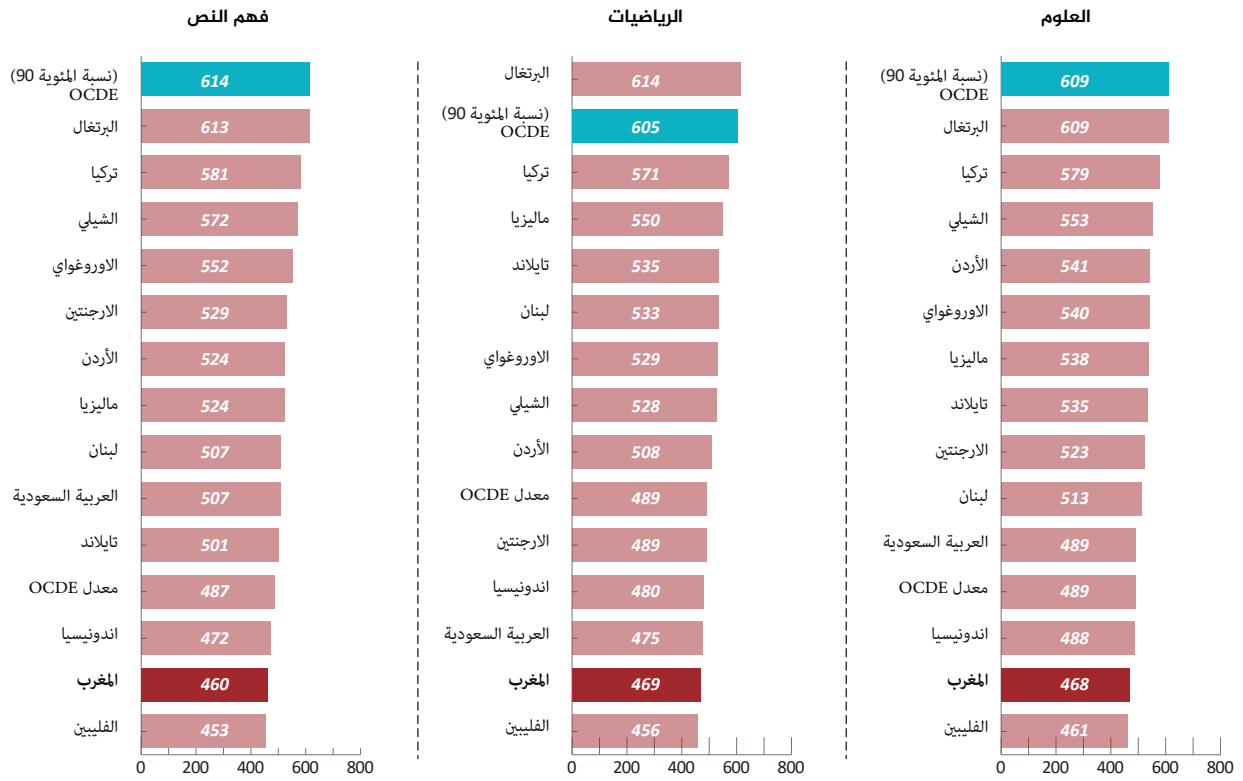 فهم النص
(نسبة المئوية 90)
OCDE
614
البرتغال
613
تركيا
581
الشيلي
572
الاوروغواي
552
الارجنتين
529
الأردن
524
ماليزيا
524
لبنان
507
العربية السعودية
507
تايلاند
501
معدل OCDE
487
اندونيسيا
472
المغرب
460
الفليبين
453
0 200 400 600 800
الرياضيات
البرتغال
614
(نسبة المئوية 90)
OCDE
605
تركيا
571
ماليزيا
550
تايلاند
535
لبنان
533
الاوروغواي
529
الشيلي
528
الأردن
508
معدل OCDE
489
الارجنتين
489
اندونيسيا
480
العربية السعودية
475
المغرب
469
الفليبين
456
0 200 400 600 800
العلوم
(نسبة المئوية 90)
OCDE
609
البرتغال
609
تركيا
579
الشيلي
553
الأردن
541
الاوروغواي
540
ماليزيا
538
تايلاند
535
الارجنتين
523
لبنان
513
العربية السعودية
489
معدل OCDE
489
اندونيسيا
488
المغرب
468
الفليبين
461
0 200 400 600 800